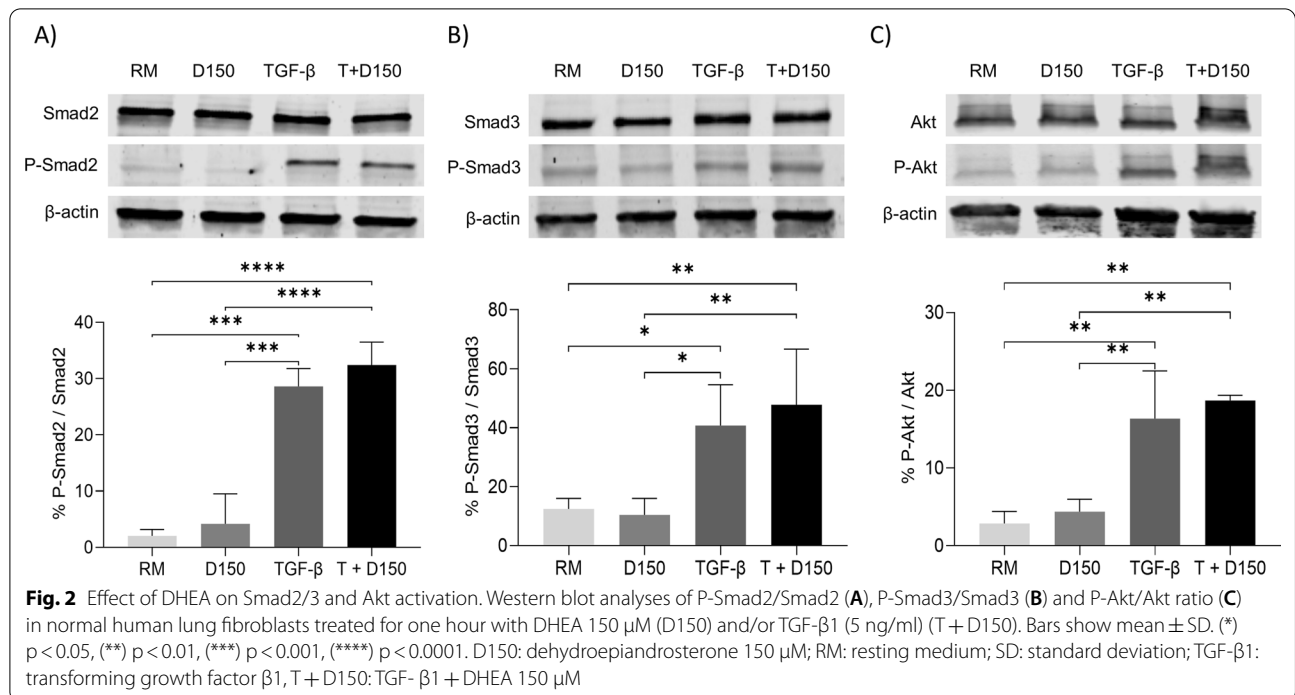 A)
RM D150 TGF-β T+D150
Smad2
P-Smad2
β-actin
****
****
***
***
% P-Smad2 / Smad2
40
30
20
10
0
RM D150 TGF-β T + D150
B)
RM D150 TGF-β T+D150
Smad3
P-Smad3
β-actin
**
**
*
*
% P-Smad3 / Smad3
80
60
40
20
0
RM D150 TGF-β T + D150
C)
RM D150 TGF-β T+D150
Akt
P-Akt
β-actin
**
**
**
**
% P-Akt / Akt
30
20
10
0
RM D150 TGF-β T + D150
Fig. 2 Effect of DHEA on Smad2/3 and Akt activation. Western blot analyses of P-Smad2/Smad2 (A), P-Smad3/Smad3 (B) and P-Akt/Akt ratio (C)
in normal human lung fibroblasts treated for one hour with DHEA 150 μM (D150) and/or TGF-β1 (5 ng/ml) (T + D150). Bars show mean ± SD. (*)
p < 0.05, (**) p < 0.01, (***) p < 0.001, (****) p < 0.0001. D150: dehydroepiandrosterone 150 μM; RM: resting medium; SD: standard deviation; TGF-β1:
transforming growth factor β1, T + D150: TGF- β1 + DHEA 150 μM